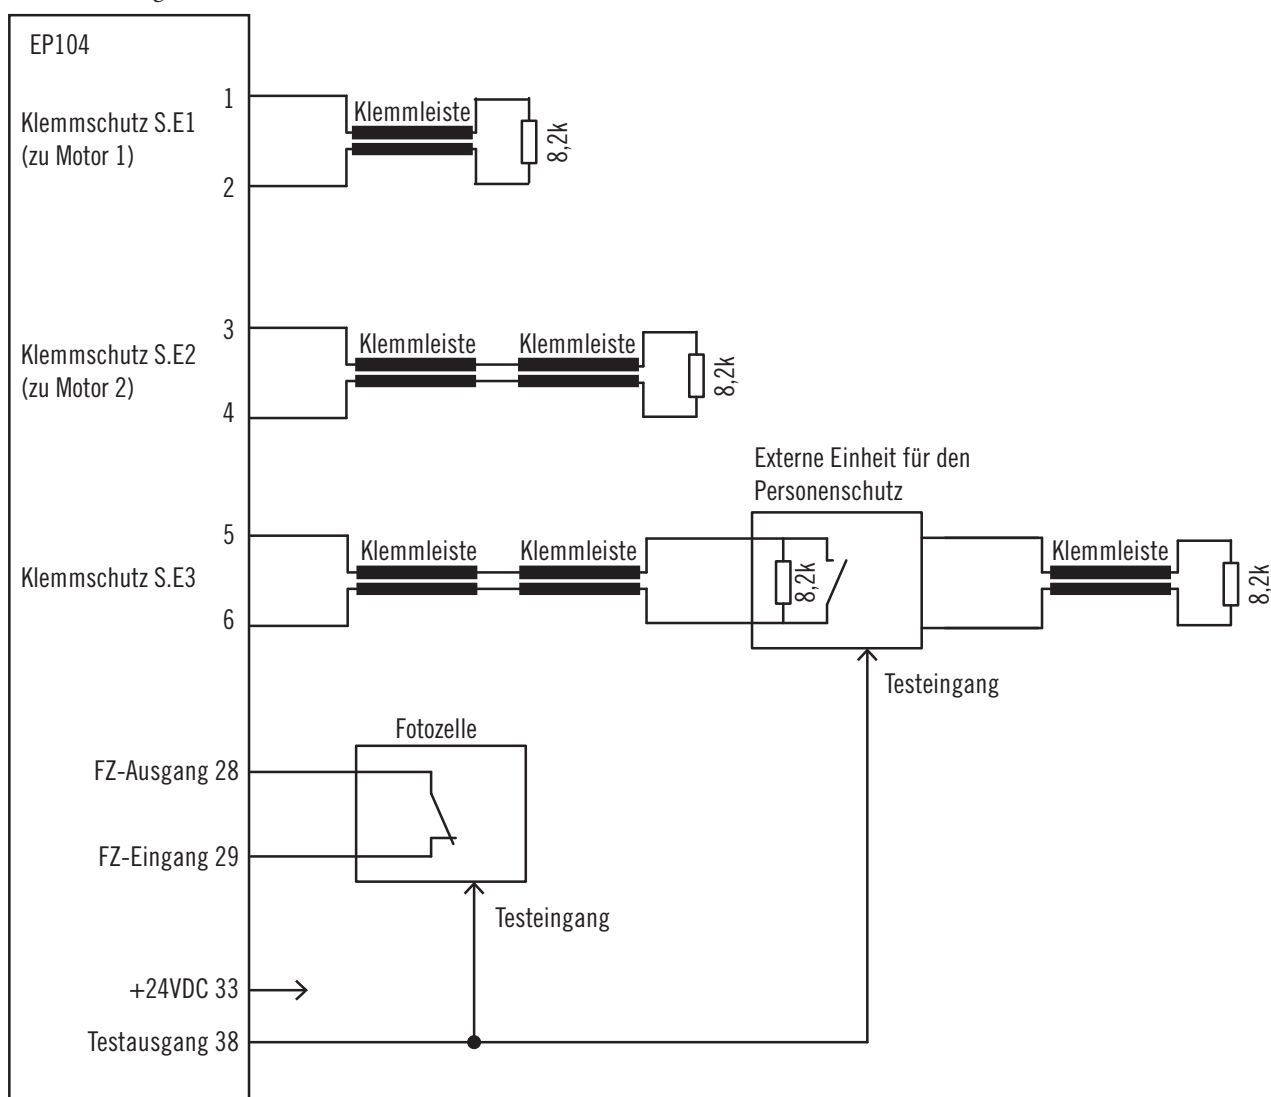 EP104
1
Klemmleiste
Klemmschutz S.E1
(zu Motor 1)
8,2k
2
3
Klemmleiste
Klemmleiste
Klemmschutz S.E2
(zu Motor 2)
8,2k
4
Externe Einheit für den
Personenschutz
5
Klemmleiste
Klemmleiste
Klemmleiste
Klemmschutz S.E3
8,2k
8,2k
6
Testeingang
Fotozelle
FZ-Ausgang 28
FZ-Eingang 29
Testeingang
+24VDC 33
Testausgang 38